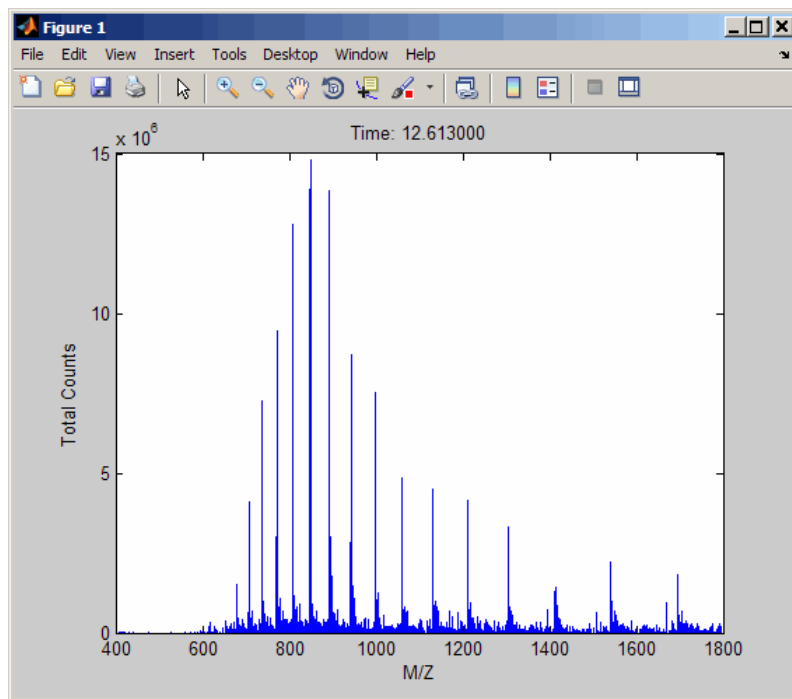 Figure 1
File Edit View Insert Tools Desktop Window Help
x 10^6
Time: 12.613000
15
10
5
0
Total Counts
400 600 800 1000 1200 1400 1600 1800
M/Z